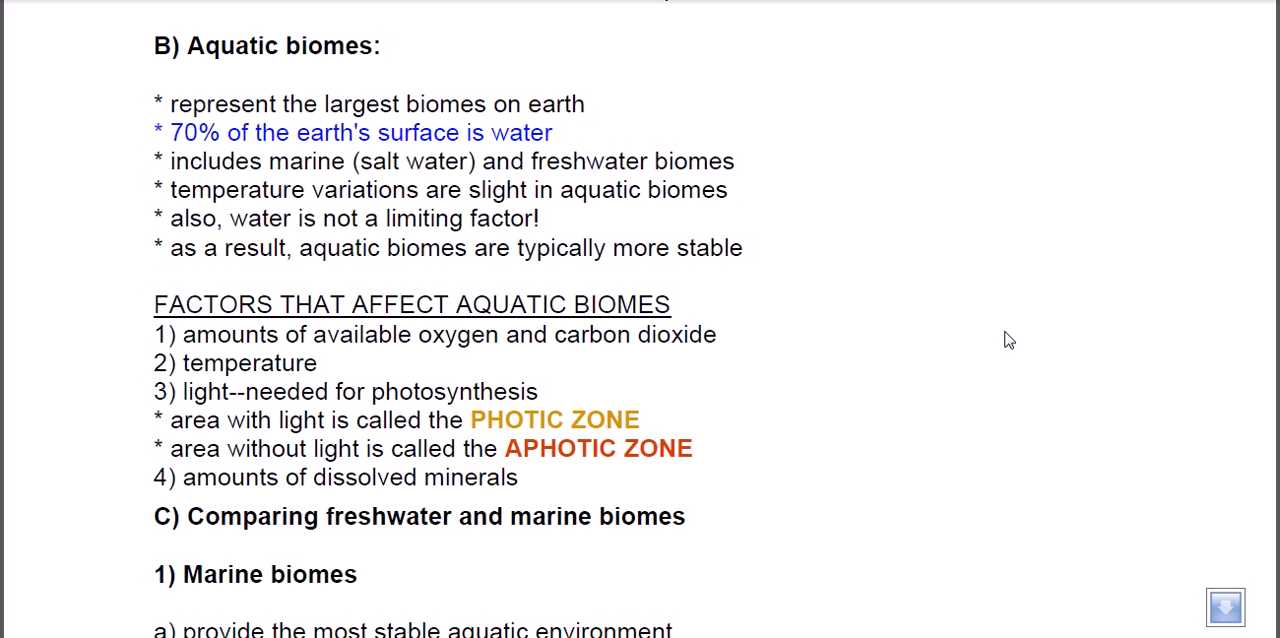 B) Aquatic biomes:
* represent the largest biomes on earth
* 70% of the earth's surface is water
* includes marine (salt water) and freshwater biomes
* temperature variations are slight in aquatic biomes
* also, water is not a limiting factor!
* as a result, aquatic biomes are typically more stable
FACTORS THAT AFFECT AQUATIC BIOMES
1) amounts of available oxygen and carbon dioxide
2) temperature
3) light--needed for photosynthesis
* area with light is called the PHOTIC ZONE
* area without light is called the APHOTIC ZONE
4) amounts of dissolved minerals
C) Comparing freshwater and marine biomes
1) Marine biomes
a) provide the most stable aquatic environment